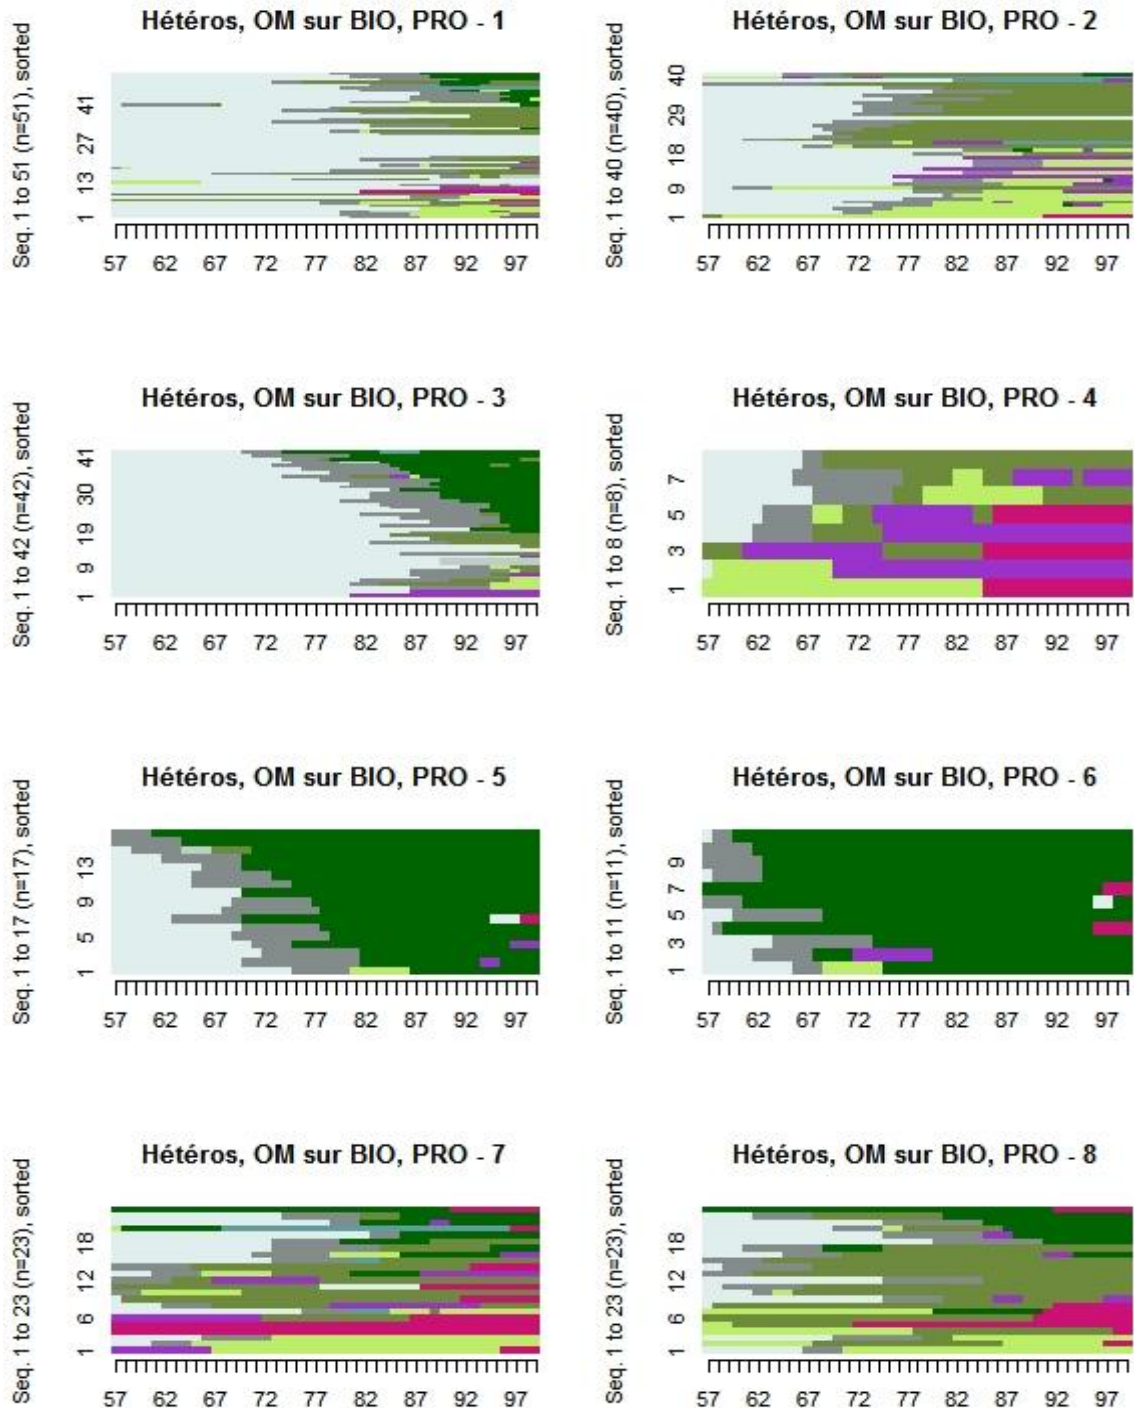 Hétéros, OM sur BIO, PRO - 1
Seq. 1 to 51 (n=51), sorted
1 13 27 41
57 62 67 72 77 82 87 92 97
Hétéros, OM sur BIO, PRO - 2
Seq. 1 to 40 (n=40), sorted
1 9 18 29 40
57 62 67 72 77 82 87 92 97
Hétéros, OM sur BIO, PRO - 3
Seq. 1 to 42 (n=42), sorted
1 9 19 30 41
57 62 67 72 77 82 87 92 97
Hétéros, OM sur BIO, PRO - 4
Seq. 1 to 8 (n=8), sorted
1 3 5 7
57 62 67 72 77 82 87 92 97
Hétéros, OM sur BIO, PRO - 5
Seq. 1 to 17 (n=17), sorted
1 5 9 13
57 62 67 72 77 82 87 92 97
Hétéros, OM sur BIO, PRO - 6
Seq. 1 to 11 (n=11), sorted
1 3 5 7 9
57 62 67 72 77 82 87 92 97
Hétéros, OM sur BIO, PRO - 7
Seq. 1 to 23 (n=23), sorted
1 6 12 18
57 62 67 72 77 82 87 92 97
Hétéros, OM sur BIO, PRO - 8
Seq. 1 to 23 (n=23), sorted
1 6 12 18
57 62 67 72 77 82 87 92 97